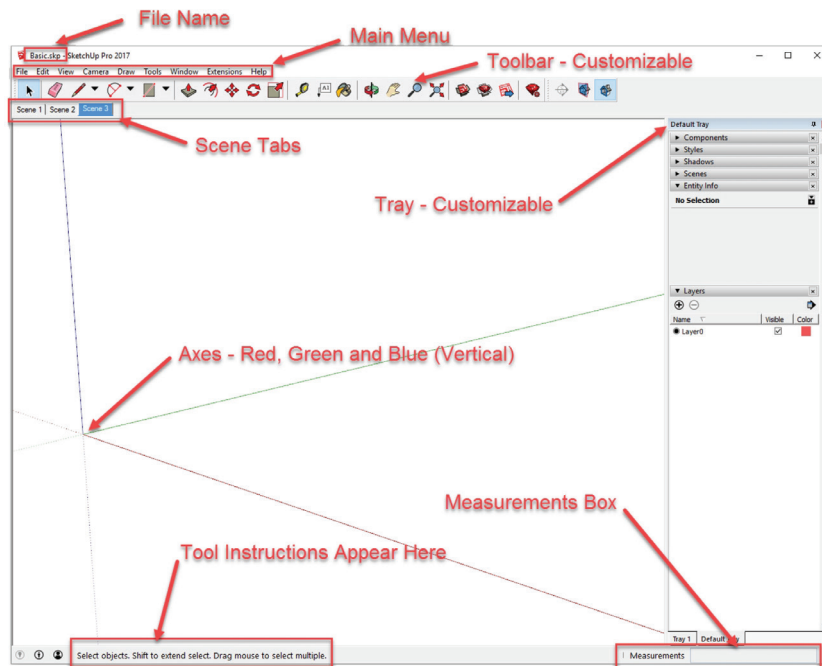 File Name
Main Menu
Basic.skp - SketchUp Pro 2017
Toolbar - Customizable
File Edit View Camera Draw Tools Window Extensions Help
A1
Scene 1 Scene 2 Scene 3
Default Tray
Components
Styles
Shadows
Scenes
Entity Info
No Selection
Scene Tabs
Tray - Customizable
Layers
Name Visible Color
Layer0
Axes - Red, Green and Blue (Vertical)
Measurements Box
Tool Instructions Appear Here
Tray 1 Default
Select objects. Shift to extend select. Drag mouse to select multiple.
Measurements